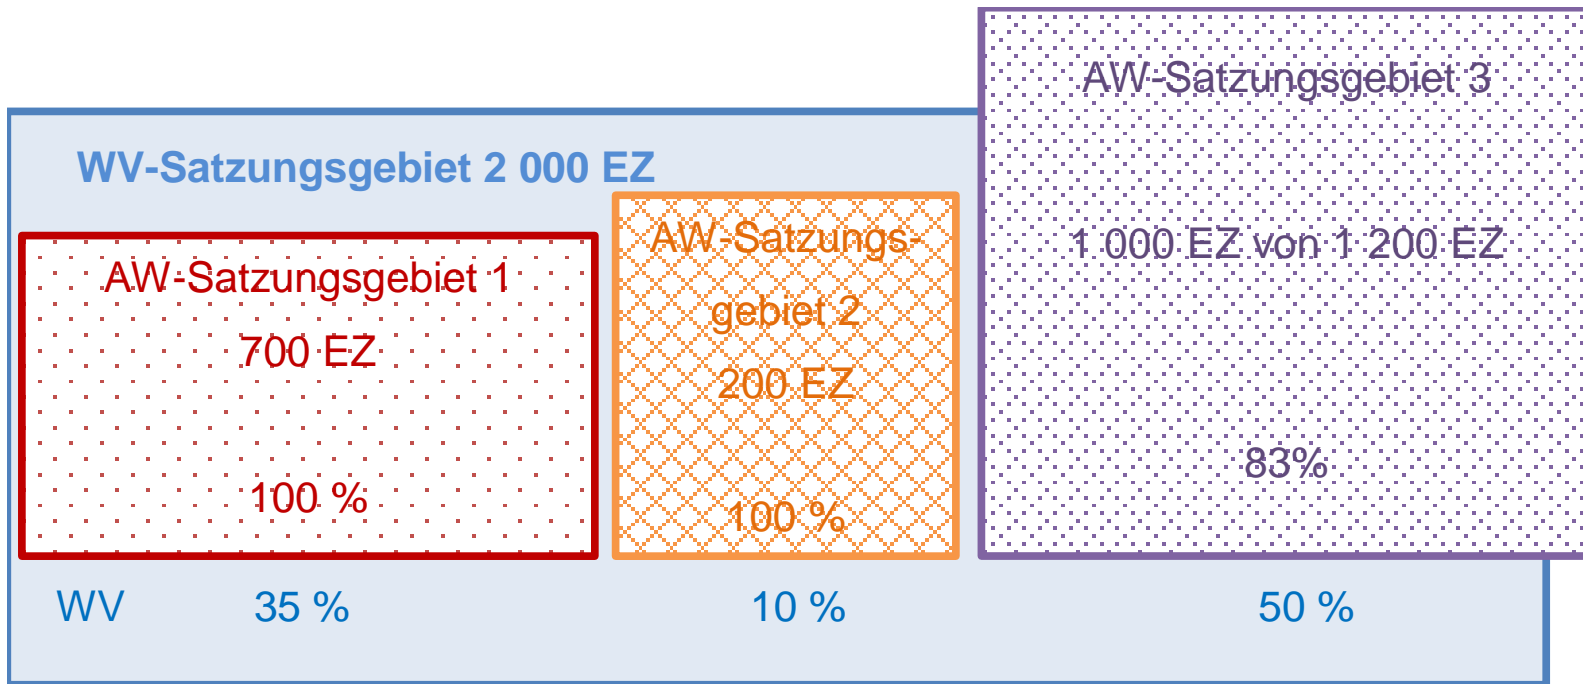 WV-Satzungsgebiet 2 000 EZ
AW-Satzungsgebiet 1
700 EZ
100 %
AW-Satzungs-
gebiet 2
200 EZ
100 %
AW-Satzungsgebiet 3
1 000 EZ von 1 200 EZ
83%
WV 35 % 10 % 50 %